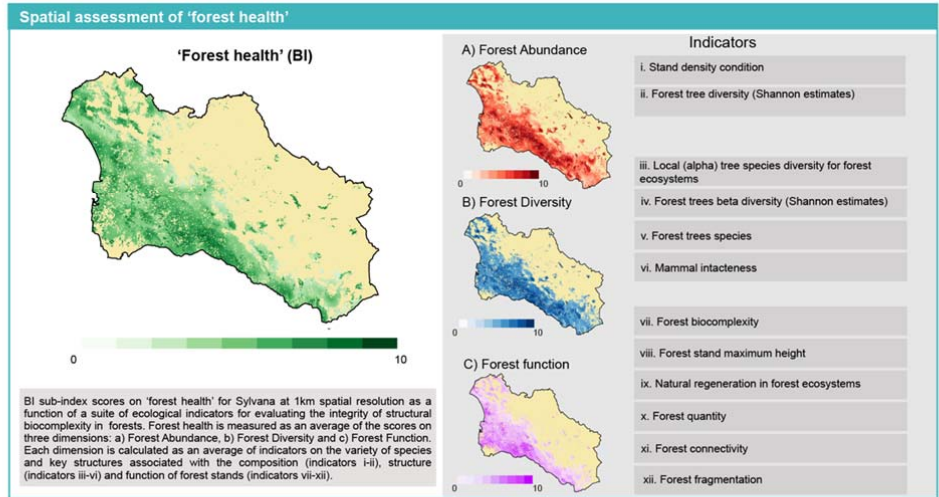 Spatial assessment of ‘forest health’
‘Forest health’ (BI)
0
10
BI sub-index scores on ‘forest health’ for Sylvana at 1km spatial resolution as a
function of a suite of ecological indicators for evaluating the integrity of structural
biocomplexity in forests. Forest health is measured as an average of the scores on
three dimensions: a) Forest Abundance, b) Forest Diversity and c) Forest Function.
Each dimension is calculated as an average of indicators on the variety of species
and key structures associated with the composition (indicators i-ii), structure
(indicators iii-vi) and function of forest stands (indicators vii-xii).
A) Forest Abundance
0
10
B) Forest Diversity
0
10
C) Forest function
0
10
Indicators
i. Stand density condition
ii. Forest tree diversity (Shannon estimates)
iii. Local (alpha) tree species diversity for forest
ecosystems
iv. Forest trees beta diversity (Shannon estimates)
v. Forest trees species
vi. Mammal intacteness
vii. Forest biocomplexity
viii. Forest stand maximum height
ix. Natural regeneration in forest ecosystems
x. Forest quantity
xi. Forest connectivity
xii. Forest fragmentation